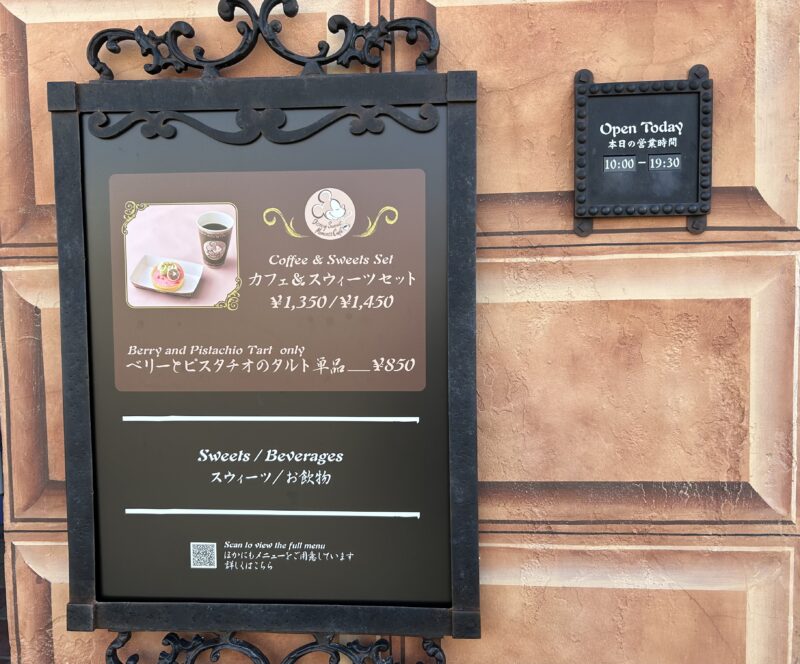 Coffee & Sweets Set
カフェ&スウィーツセット
¥1,350/¥1,450
Berry and Pistachio Tart only
ベリーとピスタチオのタルト 単品 ¥850
Sweets / Beverages
スウィーツ/お飲物
Scan to view the full menu
ほかにもメニューをご用意しています
詳しくはこちら
Open Today
本日の営業時間
10:00-19:30